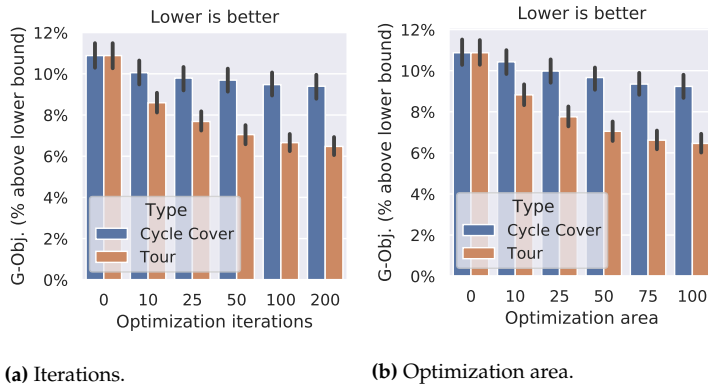 Lower is better
12%
10%
8%
6%
4%
2%
0%
G-Obj. (% above lower bound)
Type
Cycle Cover
Tour
0 10 25 50 100 200
Optimization iterations
(a) Iterations.
Lower is better
12%
10%
8%
6%
4%
2%
0%
G-Obj. (% above lower bound)
Type
Cycle Cover
Tour
0 10 25 50 75 100
Optimization area
(b) Optimization area.